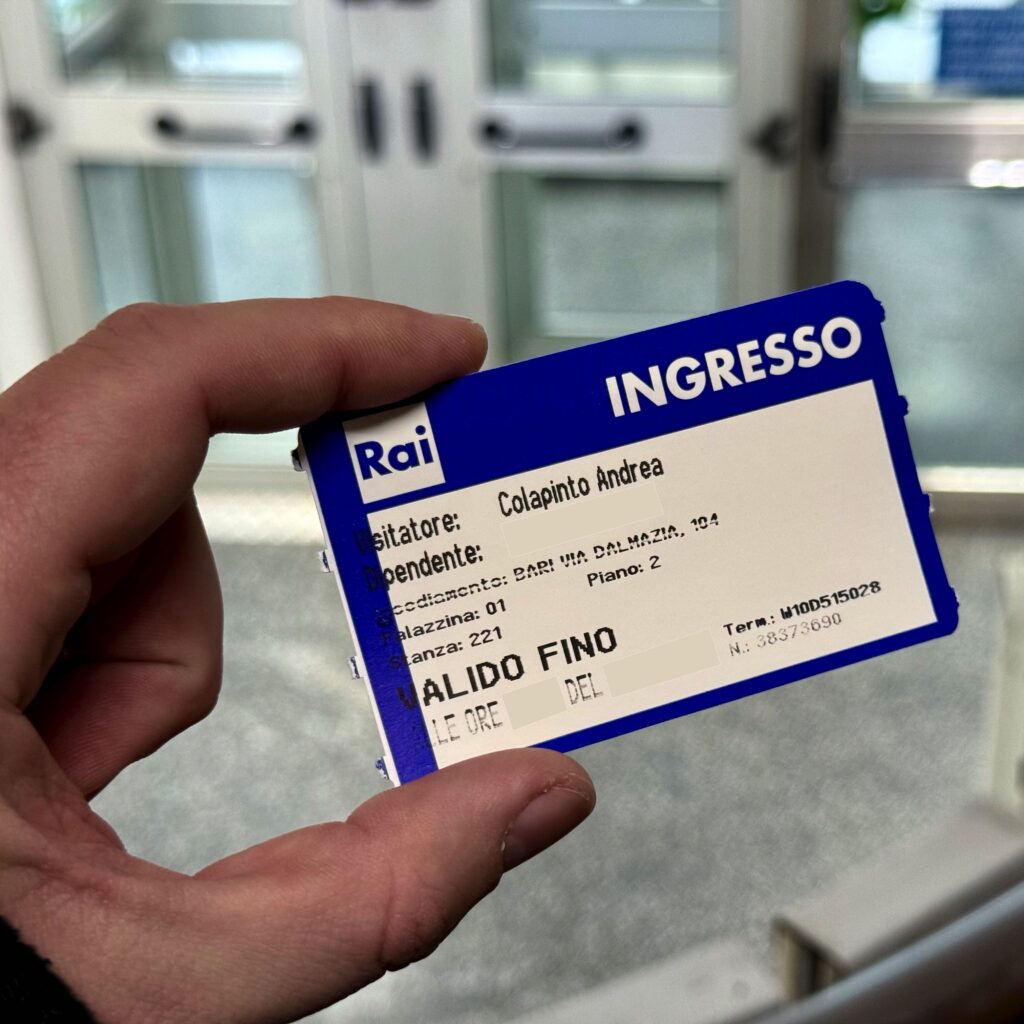 INGRESSO
Rai
Visitatore: Colapinto Andrea
Dipendente:
Insediamento: BARI VIA DALMAZIA, 104
Palazzina: 01 Piano: 2
Stanza: 221
VALIDO FINO
ALLE ORE DEL
Term.: W10D515028
N.: 38373690